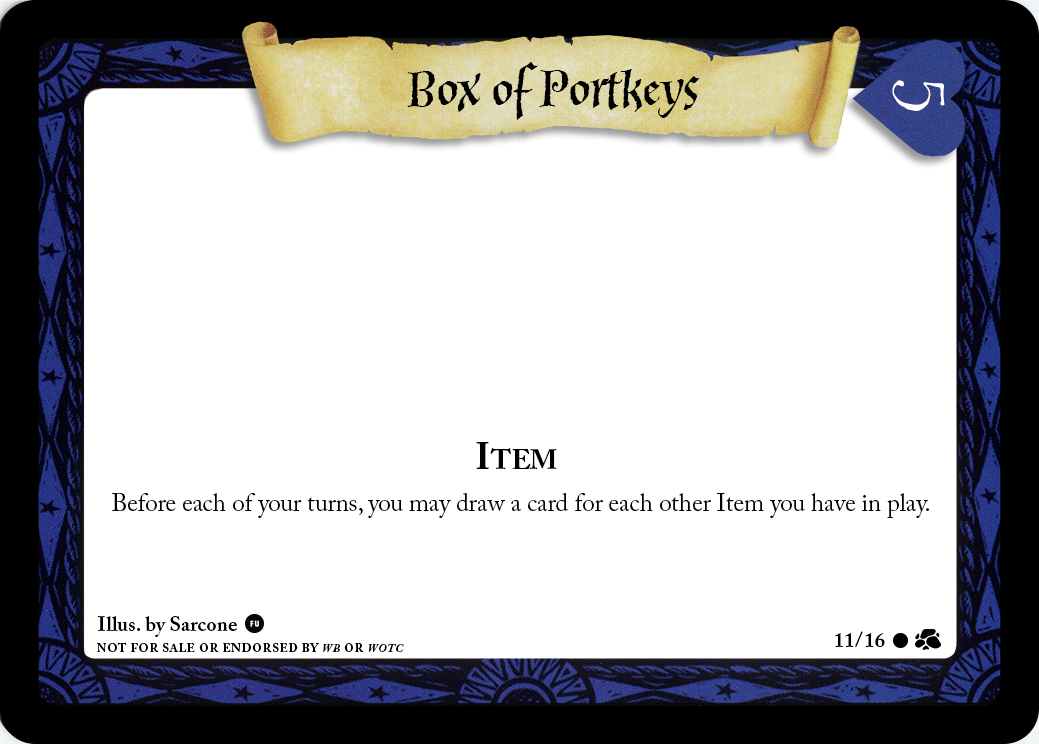 Box of Portkeys
5
ITEM
Before each of your turns, you may draw a card for each other Item you have in play.
Illus. by Sarcone FU
NOT FOR SALE OR ENDORSED BY WB OR WOTC
11/16